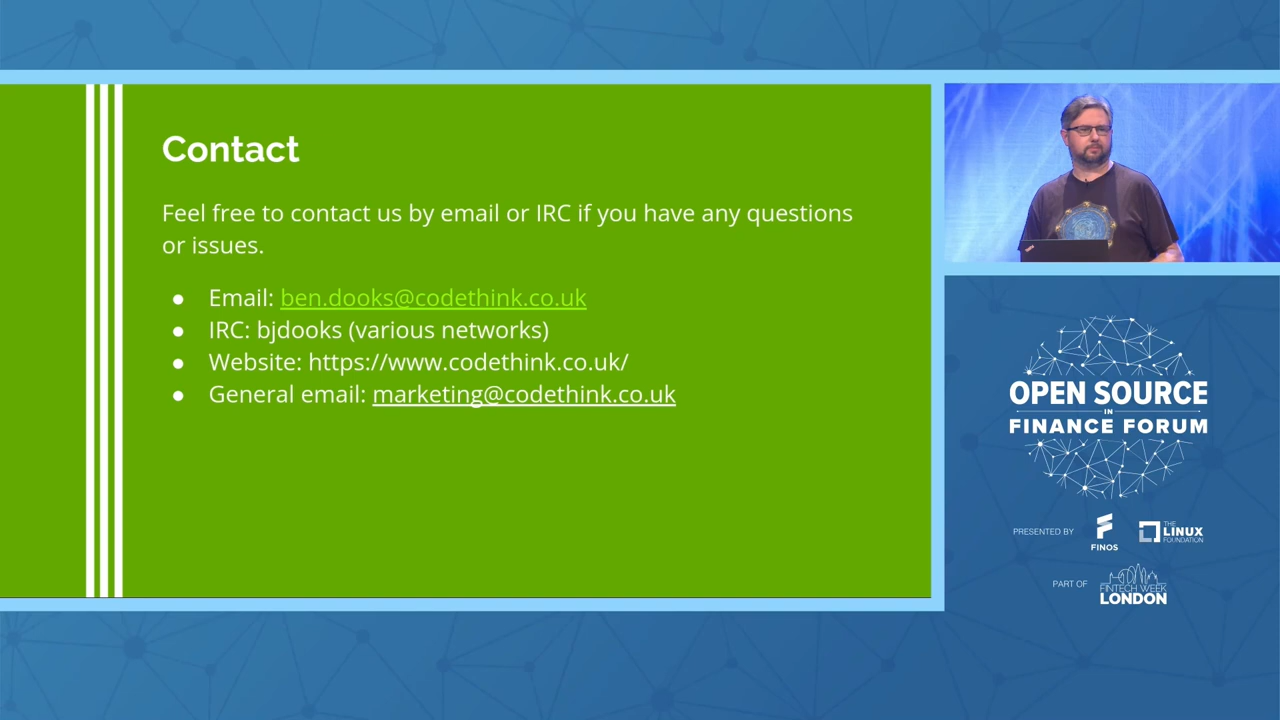 Contact
Feel free to contact us by email or IRC if you have any questions
or issues.
● Email: ben.dooks@codethink.co.uk
● IRC: bjdooks (various networks)
● Website: https://www.codethink.co.uk/
● General email: marketing@codethink.co.uk
OPEN SOURCE
IN
FINANCE FORUM
PRESENTED BY
FINOS
THE
LINUX
FOUNDATION
PART OF
FINTECH WEEK
LONDON